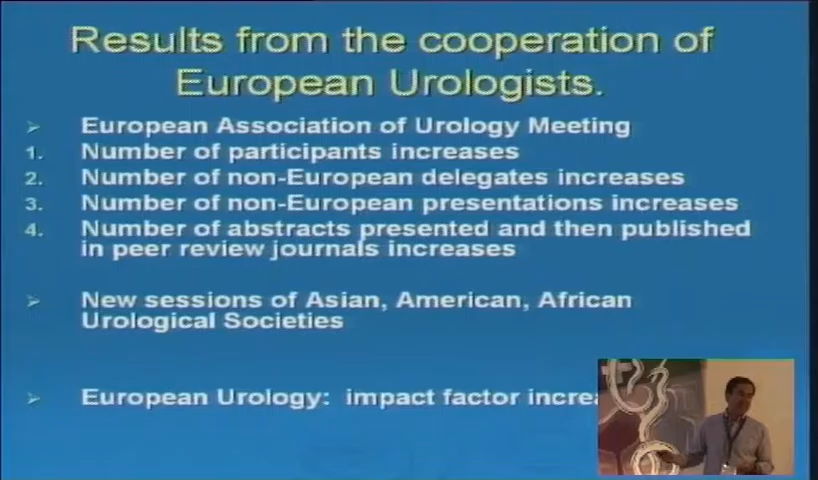 Results from the cooperation of
European Urologists.
➢ European Association of Urology Meeting
1. Number of participants increases
2. Number of non-European delegates increases
3. Number of non-European presentations increases
4. Number of abstracts presented and then published
in peer review journals increases
➢ New sessions of Asian, American, African
Urological Societies
➢ European Urology: impact factor